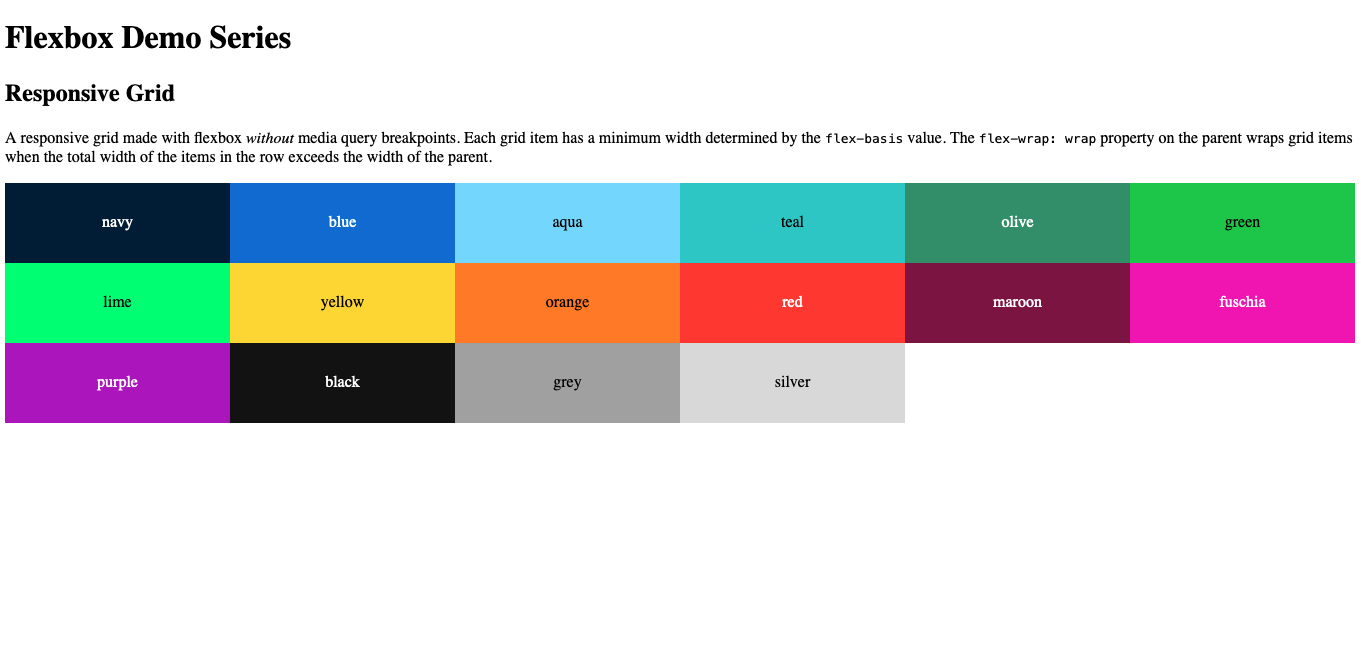 Flexbox Demo Series
Responsive Grid
A responsive grid made with flexbox without media query breakpoints. Each grid item has a minimum width determined by the flex-basis value. The flex-wrap: wrap property on the parent wraps grid items
when the total width of the items in the row exceeds the width of the parent.
navy blue aqua teal olive green
lime yellow orange red maroon fuschia
purple black grey silver